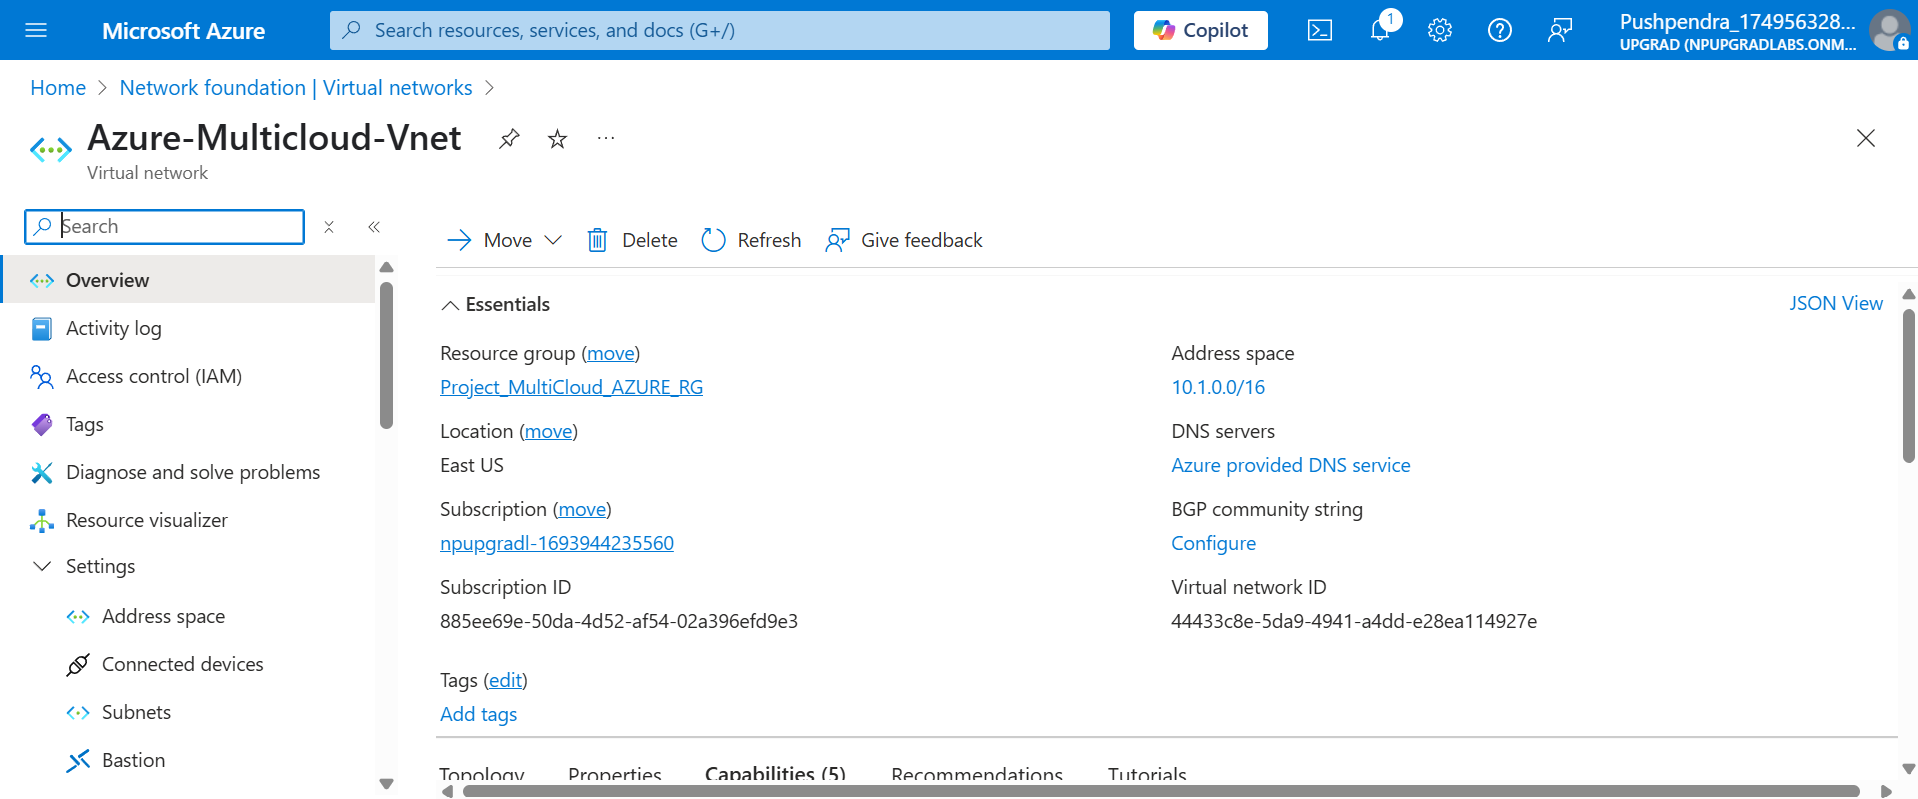 Microsoft Azure
Search resources, services, and docs (G+/)
Copilot
1
Pushpendra_174956328...
UPGRAD (NPUPGRADLABS.ONM...
Home > Network foundation | Virtual networks >
Azure-Multicloud-Vnet
...
Virtual network
Search
Overview
Activity log
Access control (IAM)
Tags
Diagnose and solve problems
Resource visualizer
Settings
Address space
Connected devices
Subnets
Bastion
Move
Delete
Refresh
Give feedback
Essentials
JSON View
Resource group (move)
Project_MultiCloud_AZURE_RG
Location (move)
East US
Subscription (move)
npupgradl-1693944235560
Subscription ID
885ee69e-50da-4d52-af54-02a396efd9e3
Address space
10.1.0.0/16
DNS servers
Azure provided DNS service
BGP community string
Configure
Virtual network ID
44433c8e-5da9-4941-a4dd-e28ea114927e
Tags (edit)
Add tags
Topology Properties Capabilities (5) Recommendations Tutorials